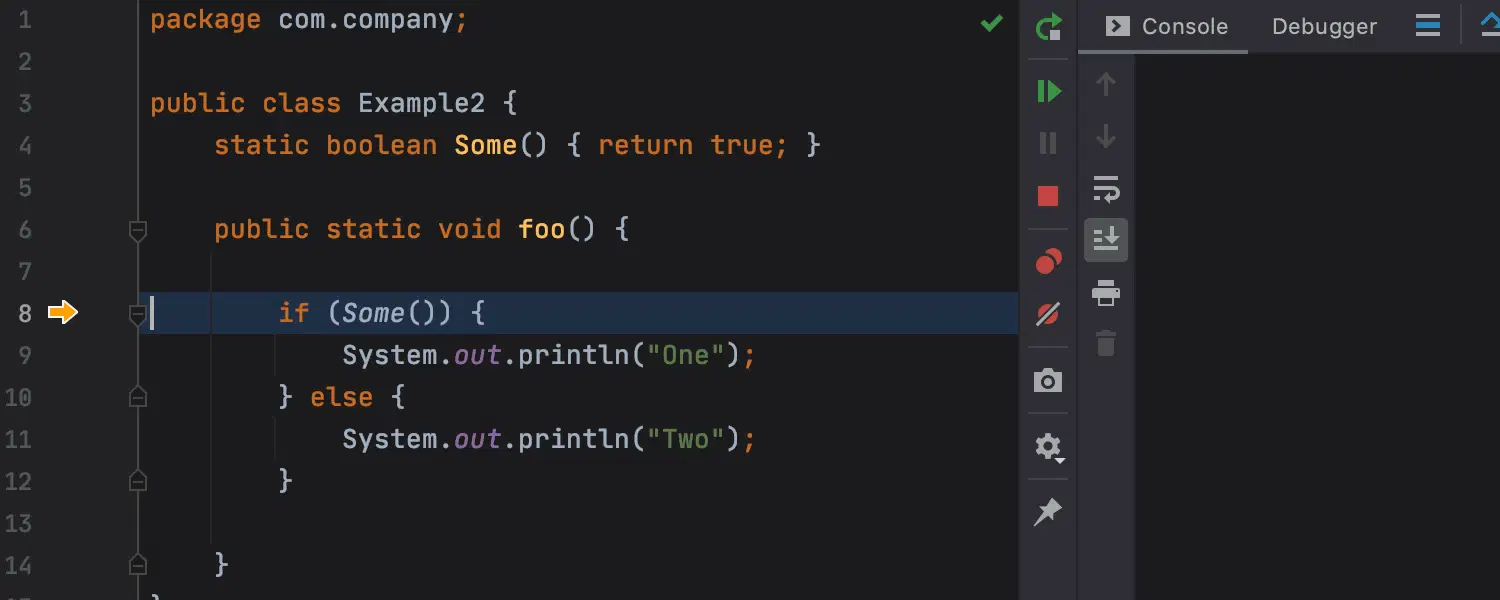 1 package com.company;
2
3 public class Example2 {
4 static boolean Some() { return true; }
5
6 public static void foo() {
7
8 if (Some()) {
9 System.out.println("One");
10 } else {
11 System.out.println("Two");
12 }
13
14 }
}
Console Debugger